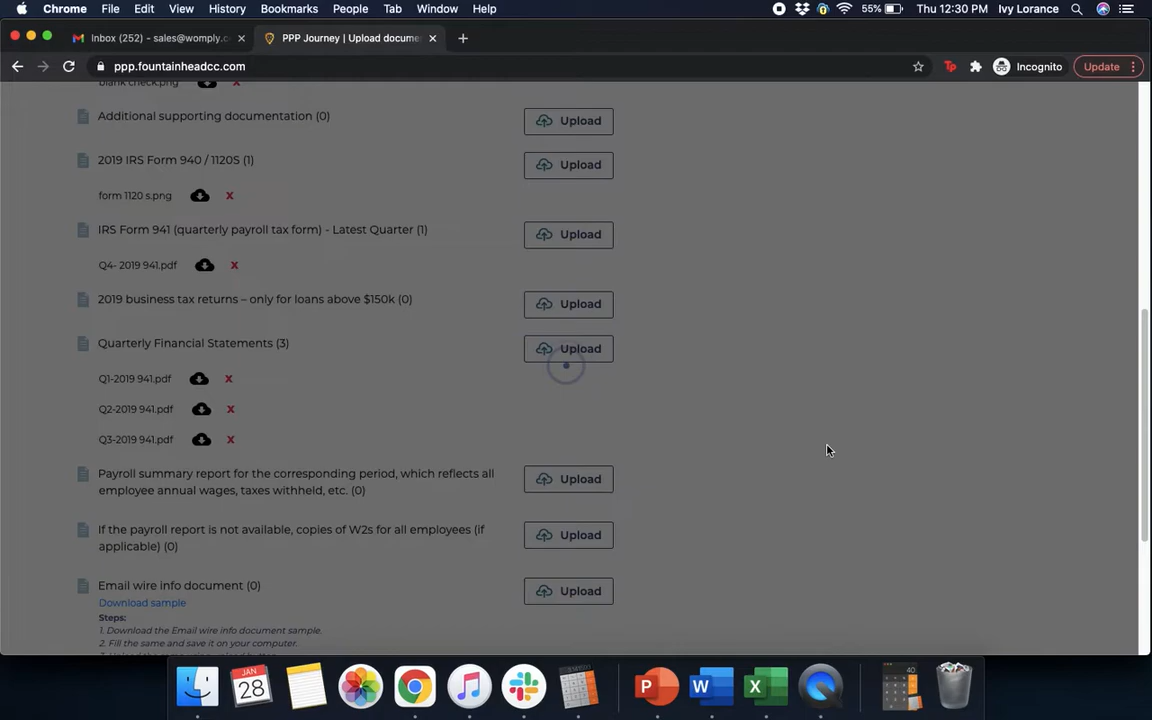 Chrome File Edit View History Bookmarks People Tab Window Help 55% Thu 12:30 PM Ivy Lorance
Inbox (252) - sales@womply.c
PPP Journey | Upload docume
ppp.fountainheadcc.com
Incognito
Update
blank check.png X
Additional supporting documentation (0)
Upload
2019 IRS Form 940 / 1120S (1)
Upload
form 1120 s.png X
IRS Form 941 (quarterly payroll tax form) - Latest Quarter (1)
Upload
Q4- 2019 941.pdf X
2019 business tax returns – only for loans above $150k (0)
Upload
Quarterly Financial Statements (3)
Upload
Q1-2019 941.pdf X
Q2-2019 941.pdf X
Q3-2019 941.pdf X
Payroll summary report for the corresponding period, which reflects all
employee annual wages, taxes withheld, etc. (0)
Upload
If the payroll report is not available, copies of W2s for all employees (if
applicable) (0)
Upload
Email wire info document (0)
Upload
Download sample
Steps:
1. Download the Email wire info document sample.
2. Fill the same and save it on your computer.
JAN
28
P
W
X
40